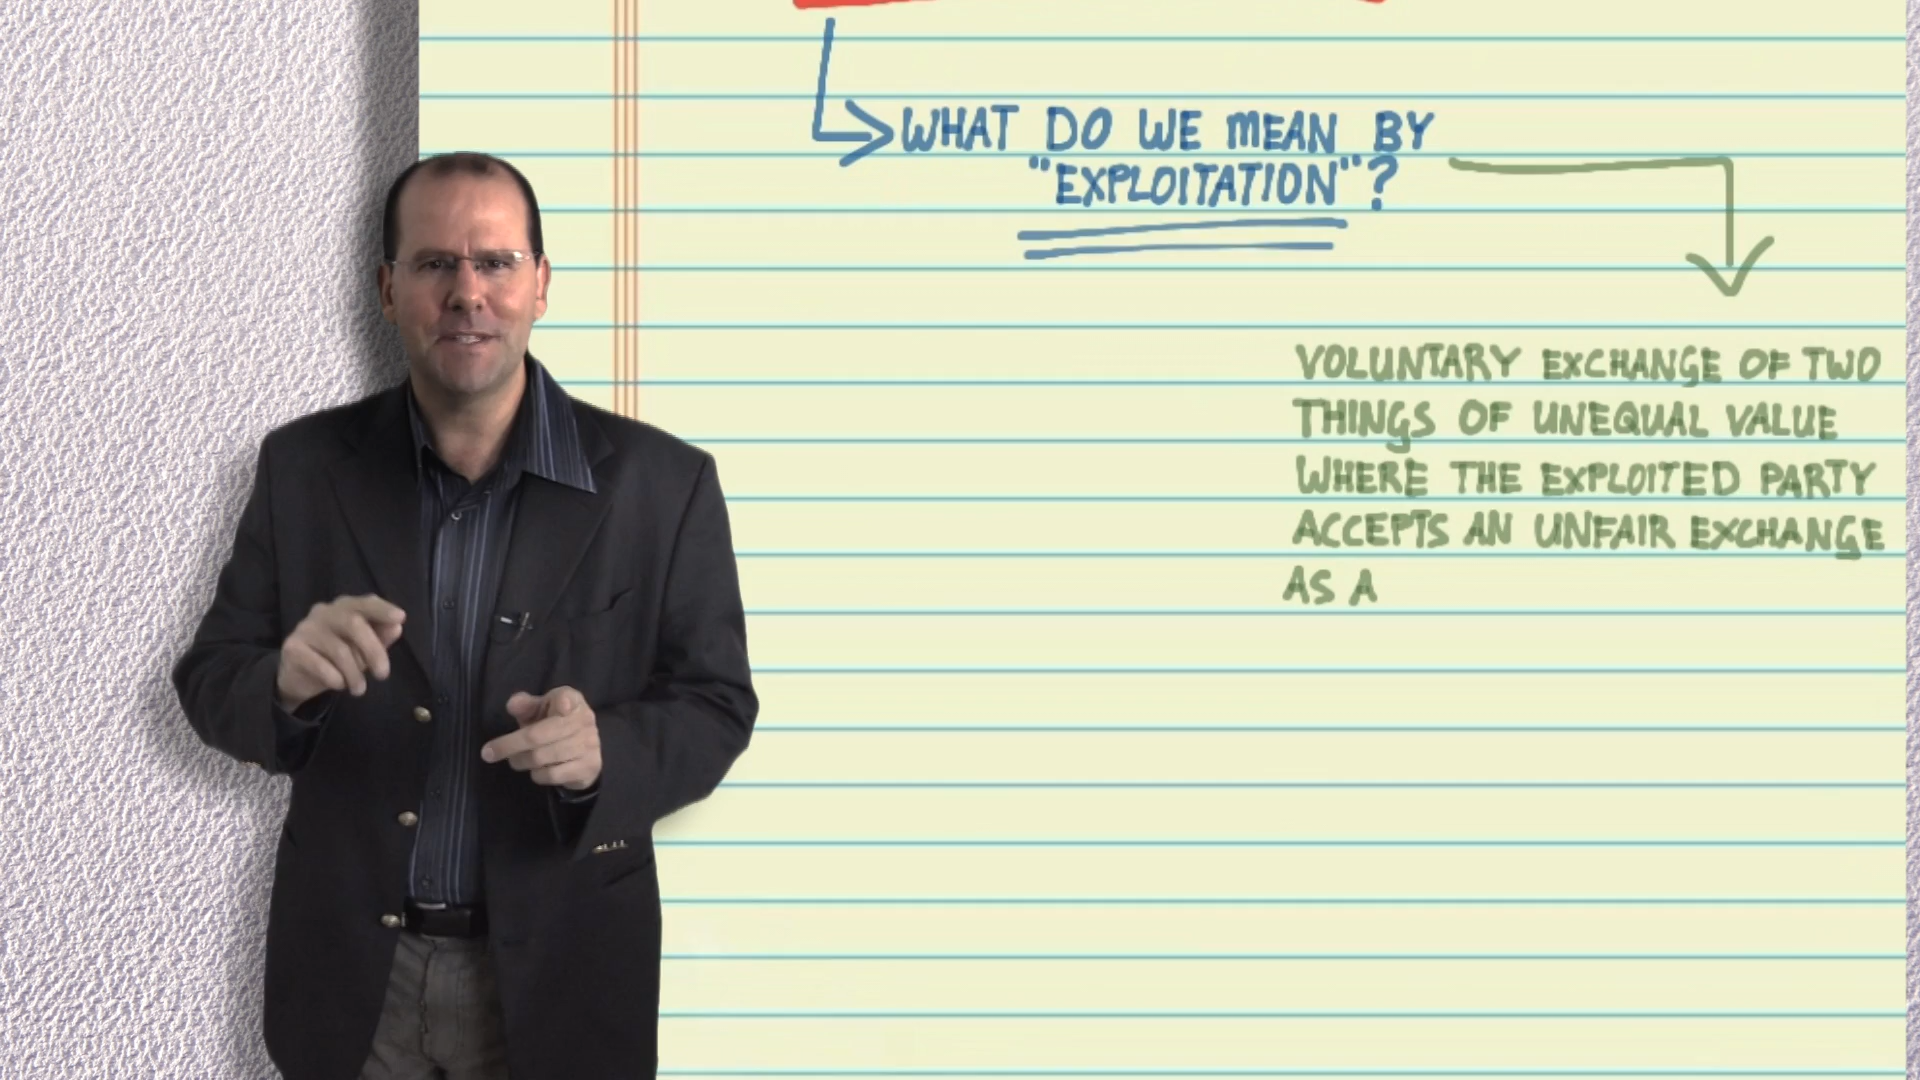 WHAT DO WE MEAN BY
"EXPLOITATION"?
VOLUNTARY EXCHANGE OF TWO
THINGS OF UNEQUAL VALUE
WHERE THE EXPLOITED PARTY
ACCEPTS AN UNFAIR EXCHANGE
AS A